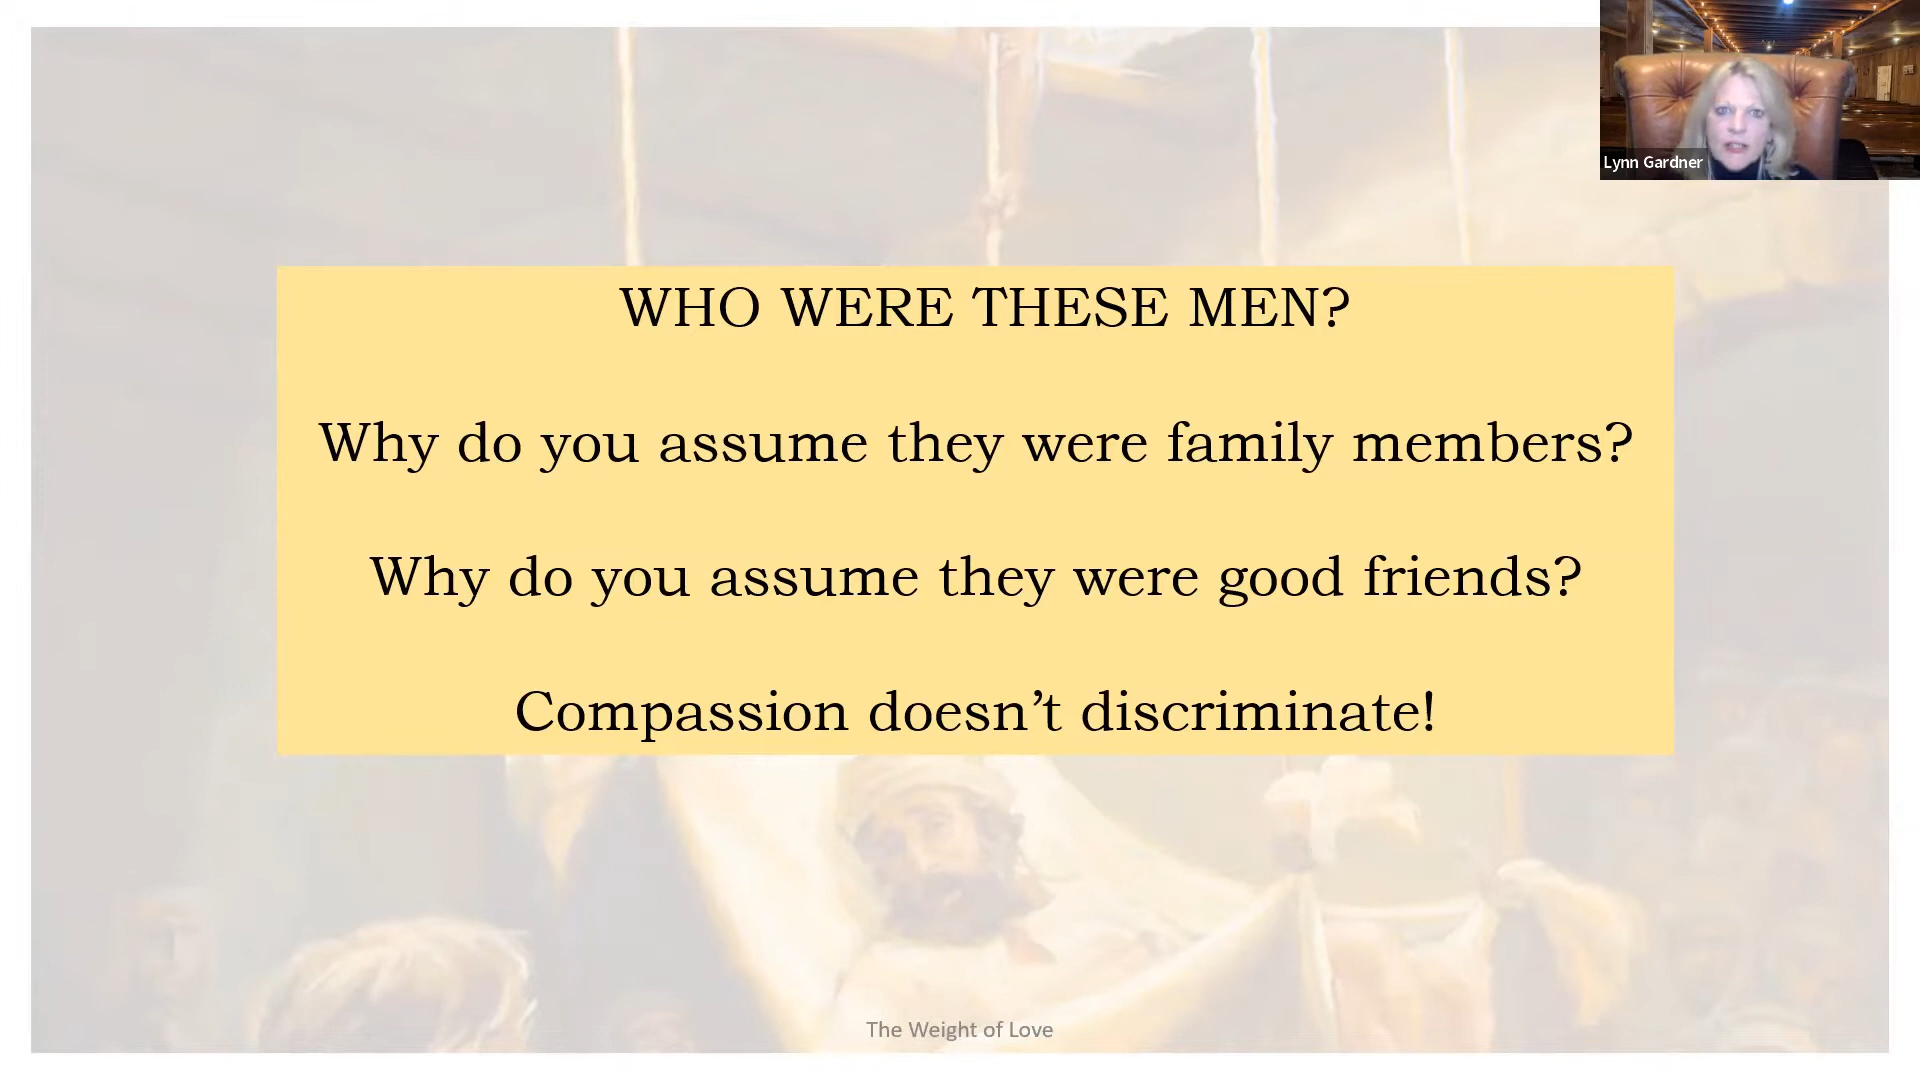 Lynn Gardner
WHO WERE THESE MEN?
Why do you assume they were family members?
Why do you assume they were good friends?
Compassion doesn’t discriminate!
The Weight of Love